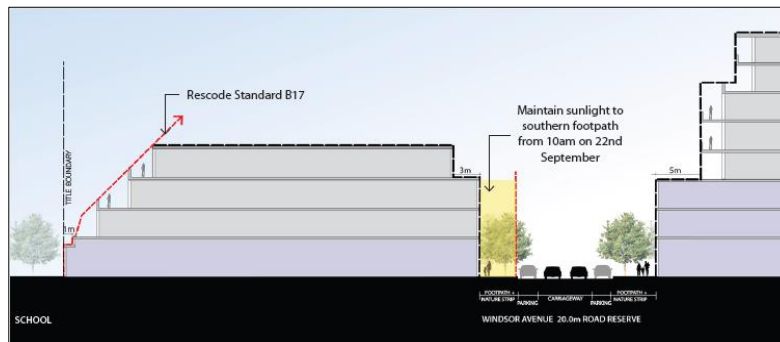 Rescode Standard B17
Maintain sunlight to
southern footpath
from 10am on 22nd
September
TITLE BOUNDARY
1m
3m
5m
FOOTPATH +
NATURE STRIP
PARKING
CARRIAGEWAY
PARKING
FOOTPATH +
NATURE STRIP
SCHOOL
WINDSOR AVENUE 20.0m ROAD RESERVE